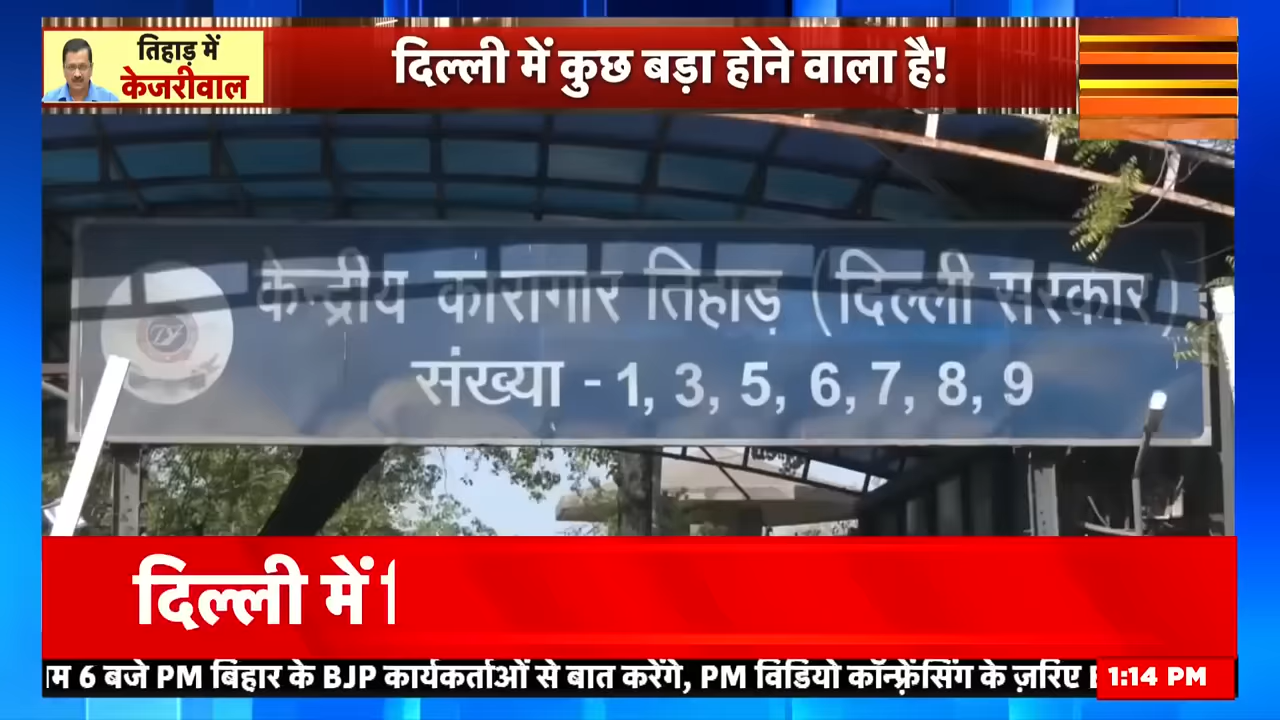 तिहाड़ में
केजरीवाल
दिल्ली में कुछ बड़ा होने वाला है!
केन्द्रीय कारागार तिहाड़ (दिल्ली सरकार)
संख्या - 1, 3, 5, 6, 7, 8, 9
दिल्ली में
6 बजे PM बिहार के BJP कार्यकर्ताओं से बात करेंगे, PM विडियो कॉन्फ़्रेंसिंग के ज़रिए
1:14 PM